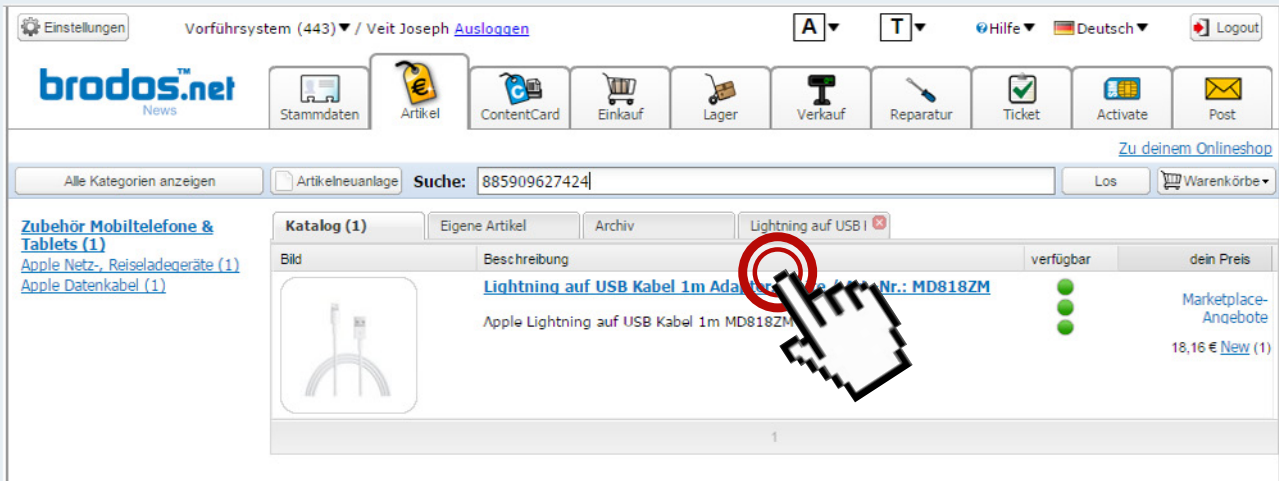 Einstellungen
Vorführsystem (443)▼ / Veit Joseph Ausloggen
A▼
T▼
Hilfe▼
Deutsch▼
Logout
brodos.net™
News
Stammdaten
Artikel
ContentCard
Einkauf
Lager
Verkauf
Reparatur
Ticket
Activate
Post
Zu deinem Onlineshop
Alle Kategorien anzeigen
Artikelneuanlage
Suche:
885909627424
Los
Warenkörbe
Zubehör Mobiltelefone &
Tablets (1)
Apple Netz-, Reiseladegeräte (1)
Apple Datenkabel (1)
Katalog (1)
Eigene Artikel
Archiv
Lightning auf USB
Bild
Beschreibung
verfügbar
dein Preis
Lightning auf USB Kabel 1m Nr.: MD818ZM
Apple Lightning auf USB Kabel 1m MD818ZM
Marketplace-
Angebote
18,16 € New (1)
1